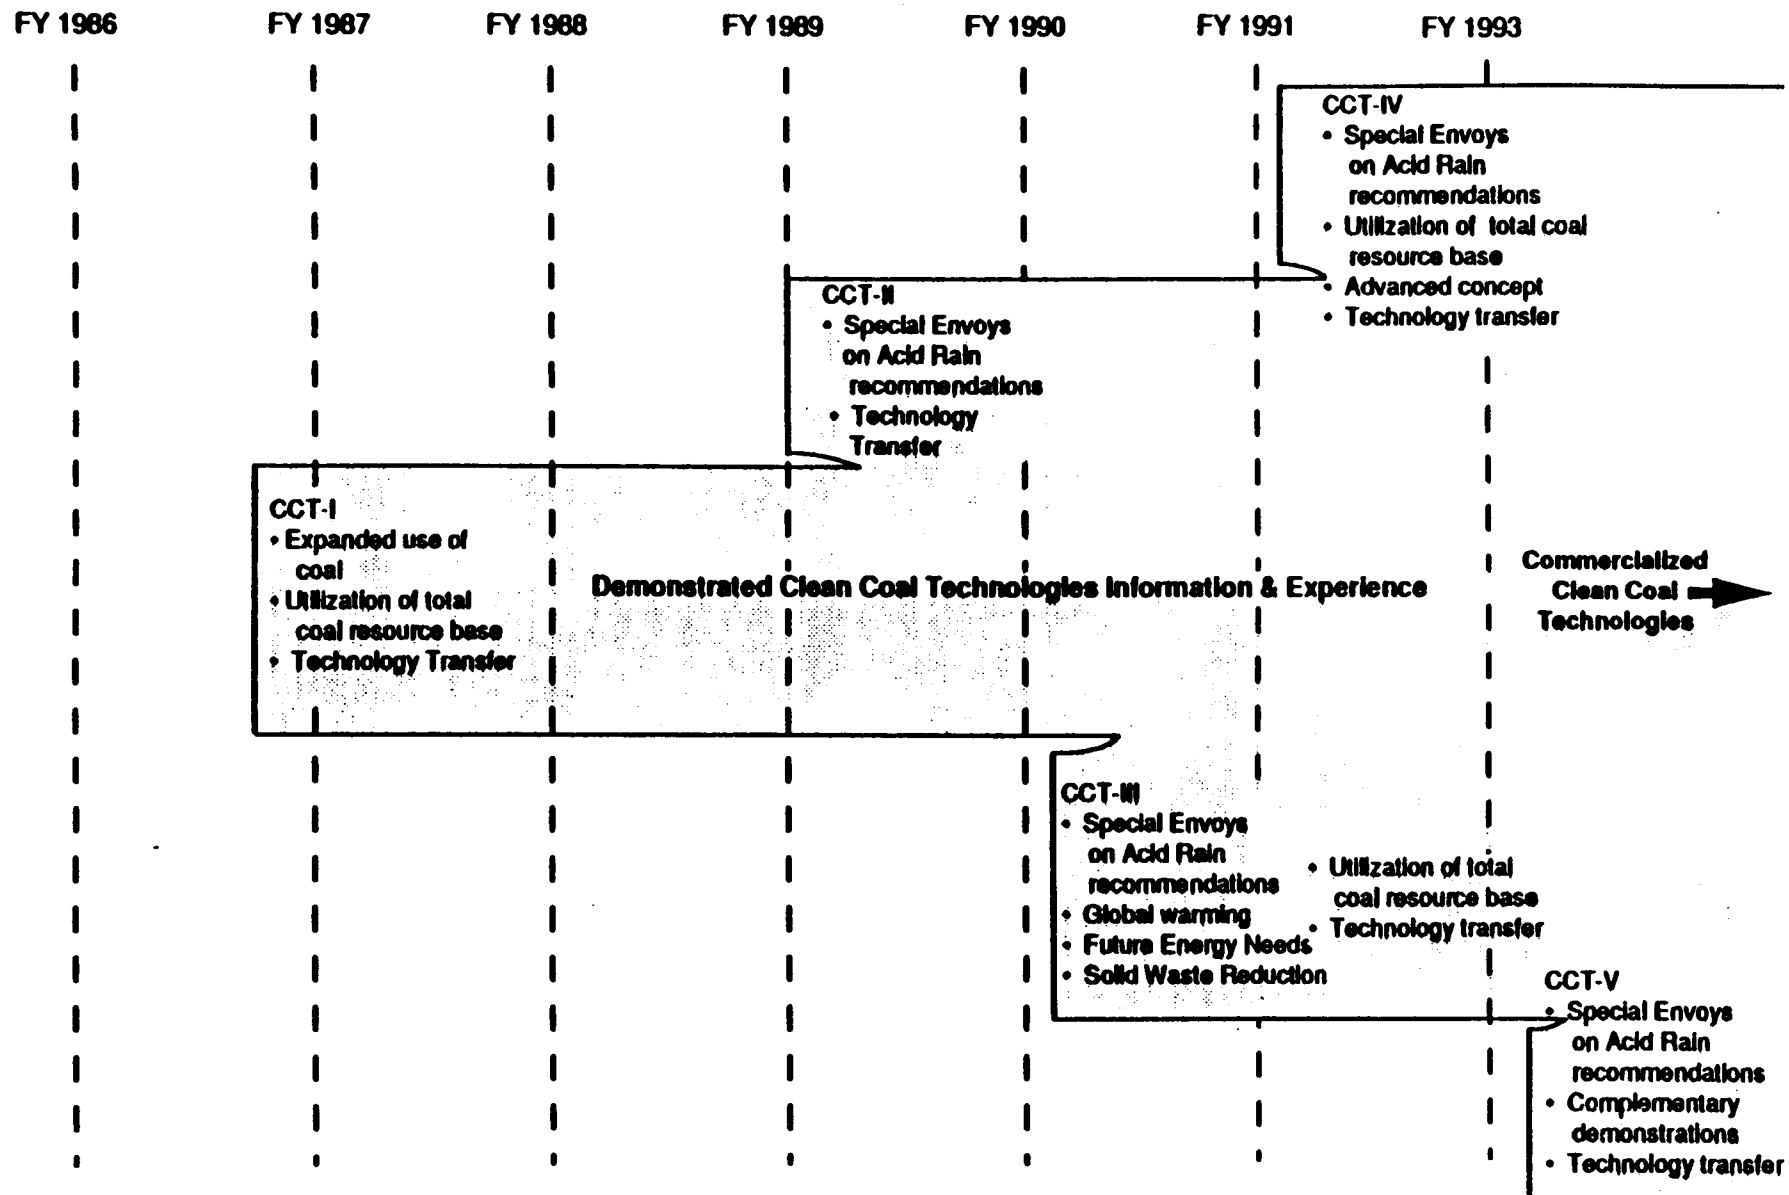 FY 1986 FY 1987 FY 1988 FY 1989 FY 1990 FY 1991 FY 1993
CCT-IV
• Special Envoys
on Acid Rain
recommendations
• Utilization of total coal
resource base
• Advanced concept
• Technology transfer
CCT-II
• Special Envoys
on Acid Rain
recommendations
• Technology
Transfer
CCT-I
• Expanded use of
coal
• Utilization of total
coal resource base
• Technology Transfer
Demonstrated Clean Coal Technologies Information & Experience
Commercialized
Clean Coal
Technologies
CCT-III
• Special Envoys
on Acid Rain
recommendations
• Global warming
• Future Energy Needs
• Solid Waste Reduction
• Utilization of total
coal resource base
• Technology transfer
CCT-V
• Special Envoys
on Acid Rain
recommendations
• Complementary
demonstrations
• Technology transfer